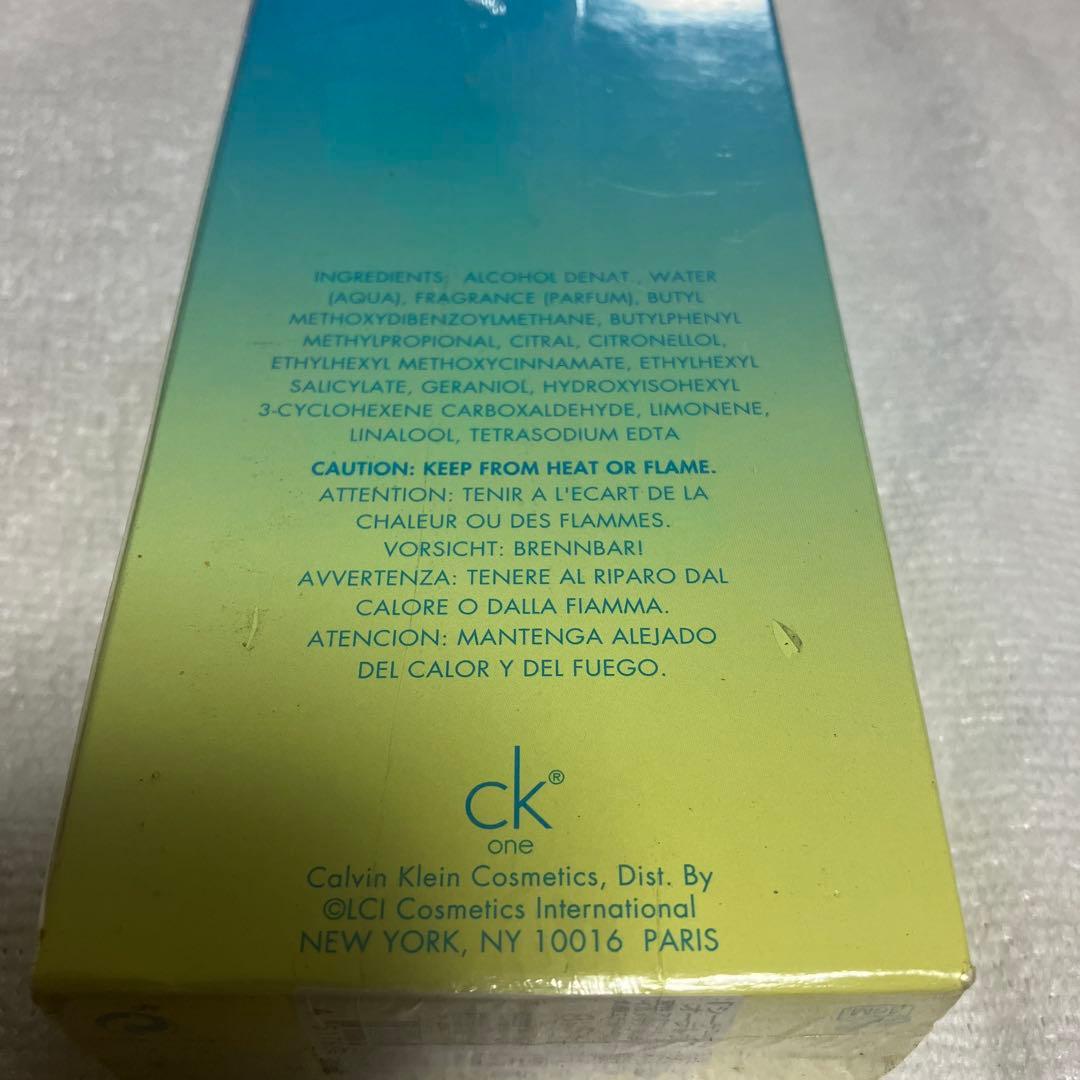 INGREDIENTS: ALCOHOL DENAT., WATER
(AQUA), FRAGRANCE (PARFUM), BUTYL
METHOXYDIBENZOYLMETHANE, BUTYLPHENYL
METHYLPROPIONAL, CITRAL, CITRONELLOL,
ETHYLHEXYL METHOXYCINNAMATE, ETHYLHEXYL
SALICYLATE, GERANIOL, HYDROXYISOHEXYL
3-CYCLOHEXENE CARBOXALDEHYDE, LIMONENE,
LINALOOL, TETRASODIUM EDTA
CAUTION: KEEP FROM HEAT OR FLAME.
ATTENTION: TENIR A L'ECART DE LA
CHALEUR OU DES FLAMMES.
VORSICHT: BRENNBAR!
AVVERTENZA: TENERE AL RIPARO DAL
CALORE O DALLA FIAMMA.
ATENCION: MANTENGA ALEJADO
DEL CALOR Y DEL FUEGO.
ck®
one
Calvin Klein Cosmetics, Dist. By
©LCI Cosmetics International
NEW YORK, NY 10016 PARIS